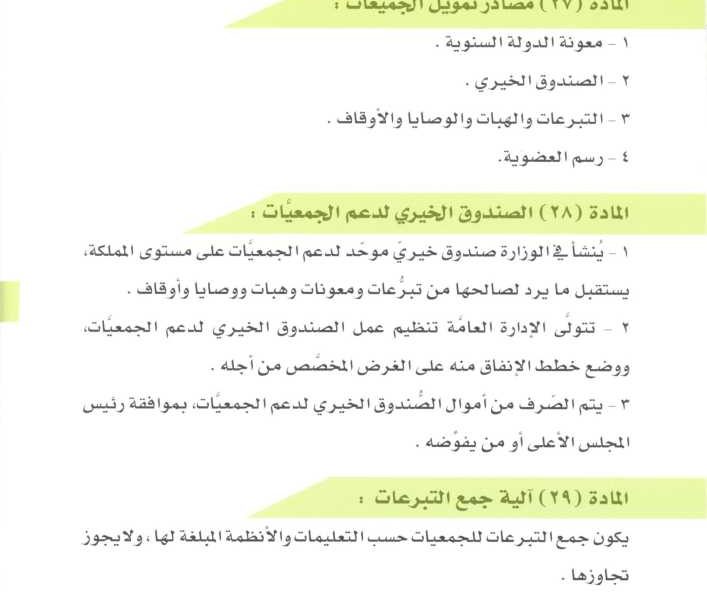 المادة (٢٧) مصادر تمويل الجميعات :
١ - معونة الدولة السنوية .
٢ - الصندوق الخيري .
٣ - التبرعات والهبات والوصايا والأوقاف .
٤ - رسم العضوية.
المادة (٢٨) الصندوق الخيري لدعم الجمعيَّات :
١ - يُنشأ في الوزارة صندوق خيريّ موحّد لدعم الجمعيَّات على مستوى المملكة،
يستقبل ما يرد لصالحها من تبرُّعات ومعونات وهبات ووصايا وأوقاف .
٢ - تتولَّى الإدارة العامَّة تنظيم عمل الصندوق الخيري لدعم الجمعيَّات،
ووضع خطط الإنفاق منه على الغرض المخصَّص من أجله .
٣ - يتم الصَّرف من أموال الصُّندوق الخيري لدعم الجمعيَّات، بموافقة رئيس
المجلس الأعلى أو من يفوِّضه .
المادة (٢٩) آلية جمع التبرعات :
يكون جمع التبرعات للجمعيات حسب التعليمات والأنظمة المبلغة لها ، ولايجوز
تجاوزها .